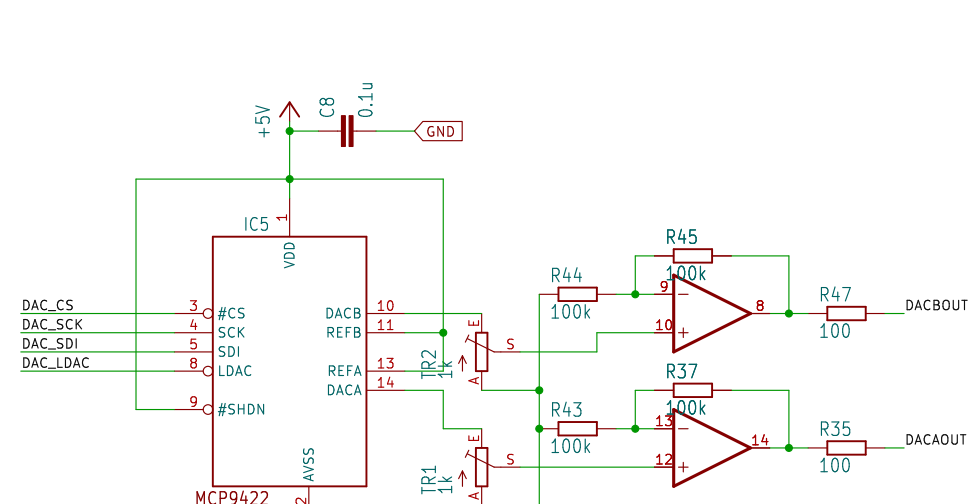 +5V
C8
0.1u
GND
IC5
1
VDD
DAC_CS
3
#CS
DAC_SCK
4
SCK
DAC_SDI
5
SDI
DAC_LDAC
8
LDAC
9
#SHDN
DACB
10
REFB
11
REFA
13
DACA
14
AVSS
2
MCP9422
TR2
1k
E
S
A
TR1
1k
E
S
A
R44
100k
R45
100k
9
10
8
R47
100
DACBOUT
R43
100k
R37
100k
13
12
14
R35
100
DACAOUT